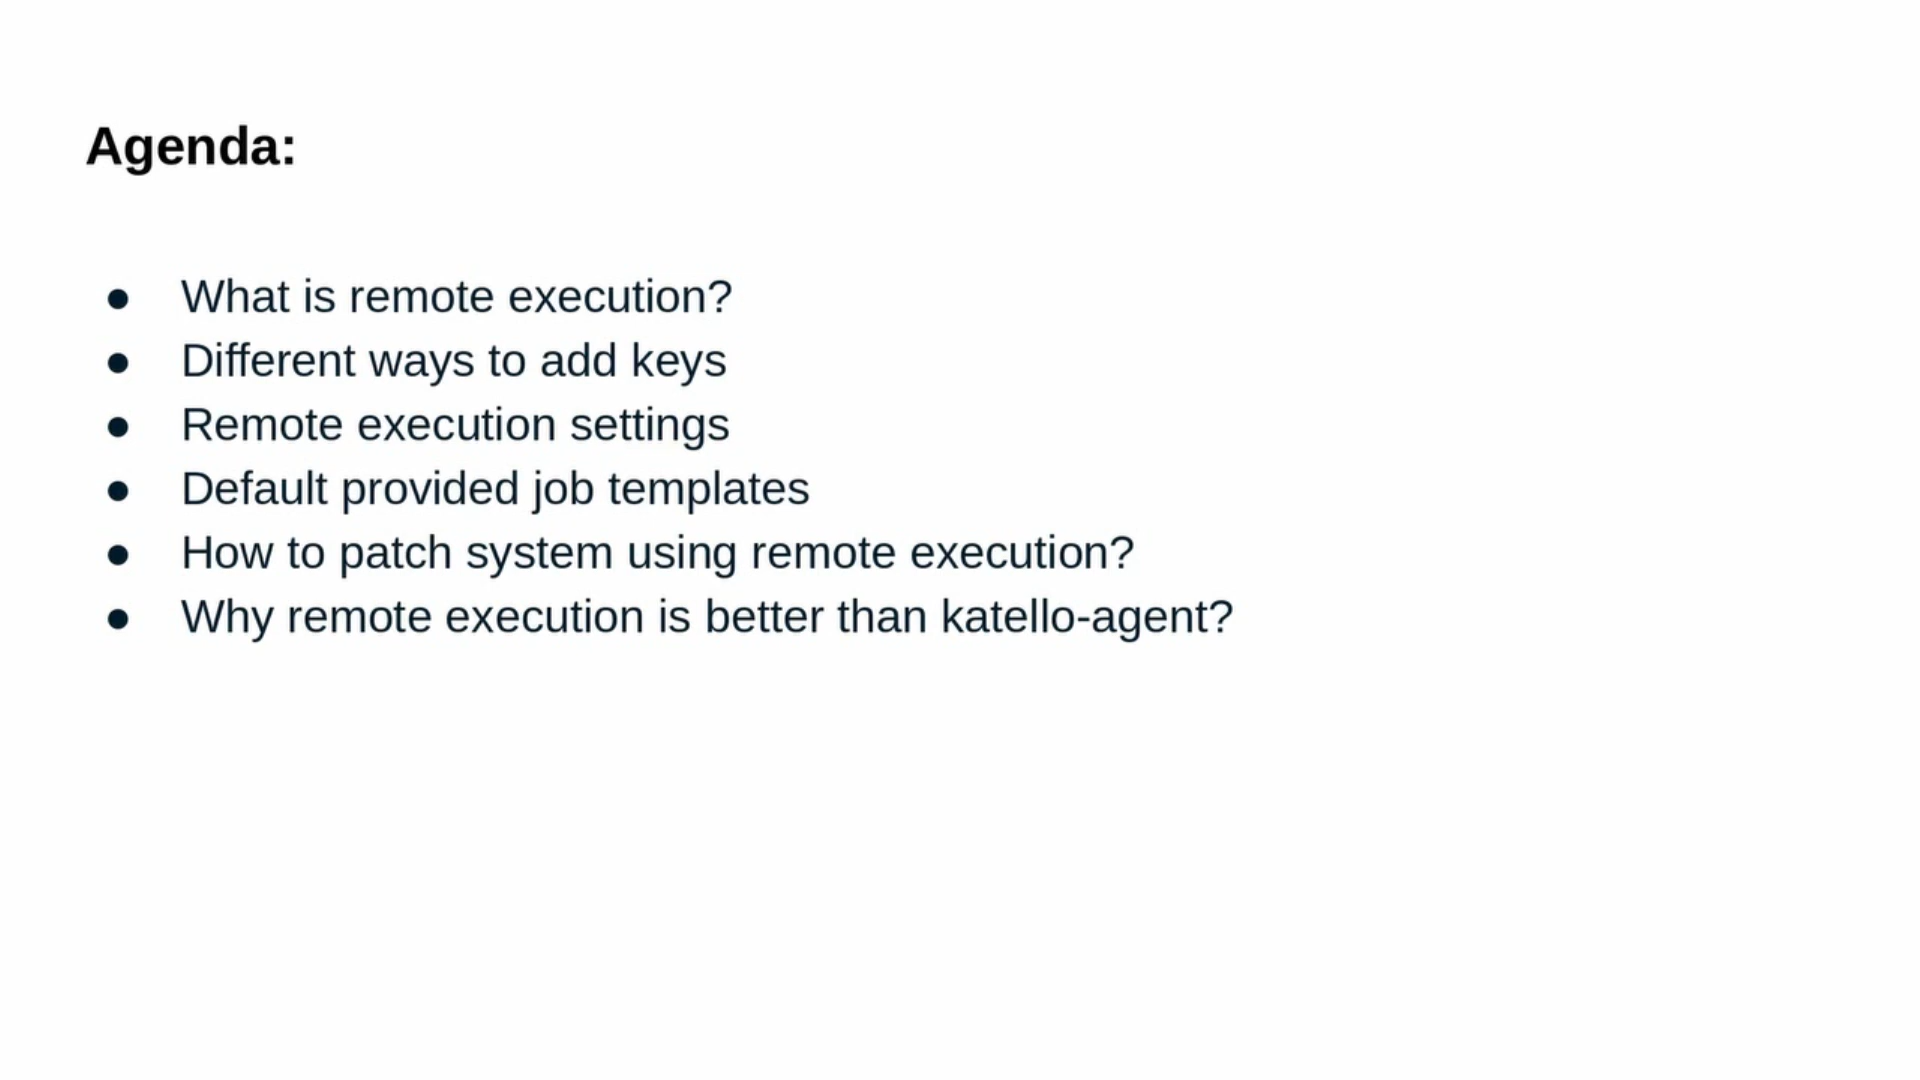 Agenda:
● What is remote execution?
● Different ways to add keys
● Remote execution settings
● Default provided job templates
● How to patch system using remote execution?
● Why remote execution is better than katello-agent?